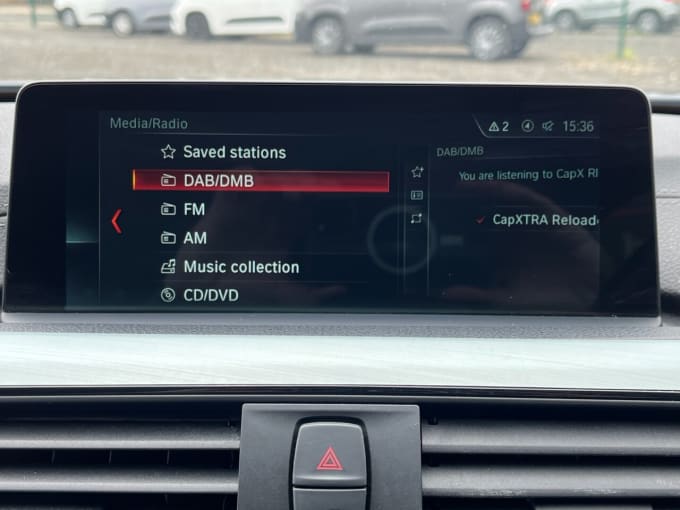 Media/Radio
2 15:36
Saved stations
DAB/DMB
FM
AM
Music collection
CD/DVD
DAB/DMB
You are listening to CapX RI
CapXTRA Reload